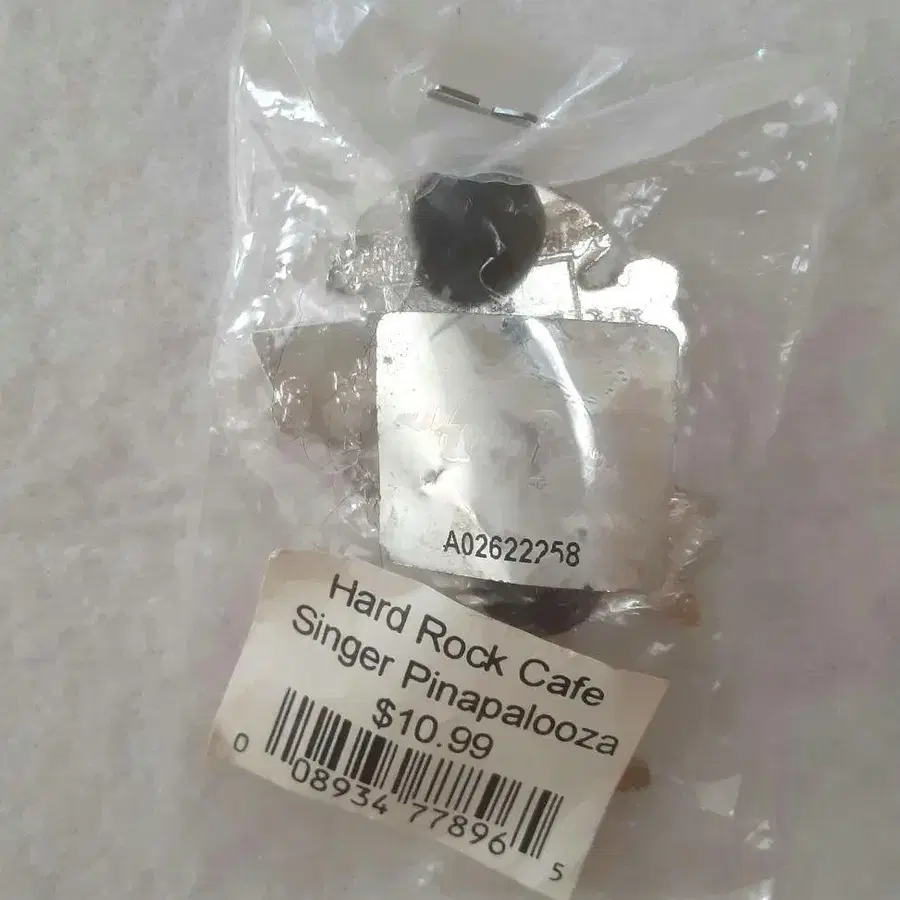 A02622258
Hard Rock Cafe
Singer Pinapalooza
$10.99
0 08934 77896 5